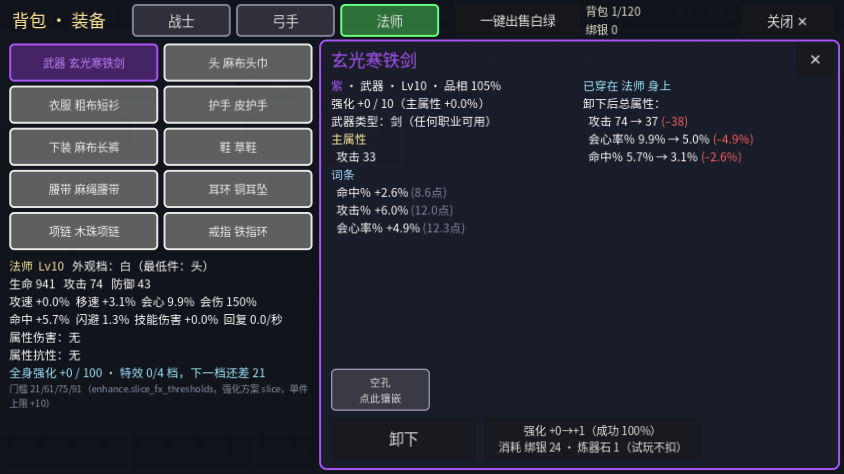 背包 · 装备
战士
弓手
法师
一键出售白绿
背包 1/120
绑银 0
关闭 ×
武器 玄光寒铁剑
头 麻布头巾
衣服 粗布短衫
护手 皮护手
下装 麻布长裤
鞋 草鞋
腰带 麻绳腰带
耳环 铜耳坠
项链 木珠项链
戒指 铁指环
法师 Lv10 外观档：白（最低件：头）
生命 941 攻击 74 防御 43
攻速 +0.0% 移速 +3.1% 会心 9.9% 会伤 150%
命中 +5.7% 闪避 1.3% 技能伤害 +0.0% 回复 0.0/秒
属性伤害：无
属性抗性：无
全身强化 +0 / 100 · 特效 0/4 档，下一档还差 21
门槛 21/61/75/91（enhance.slice_fx_thresholds，强化方案 slice，单件
上限 +10）
玄光寒铁剑
×
紫 · 武器 · Lv10 · 品相 105%
强化 +0 / 10（主属性 +0.0%）
武器类型：剑（任何职业可用）
主属性
攻击 33
词条
命中% +2.6% (8.6点)
攻击% +6.0% (12.0点)
会心率% +4.9% (12.3点)
已穿在 法师 身上
卸下后总属性：
攻击 74 → 37 (–38)
会心率% 9.9% → 5.0% (–4.9%)
命中% 5.7% → 3.1% (–2.6%)
空孔
点此镶嵌
卸下
强化 +0→+1（成功 100%）
消耗 绑银 24 · 炼器石 1（试玩不扣）